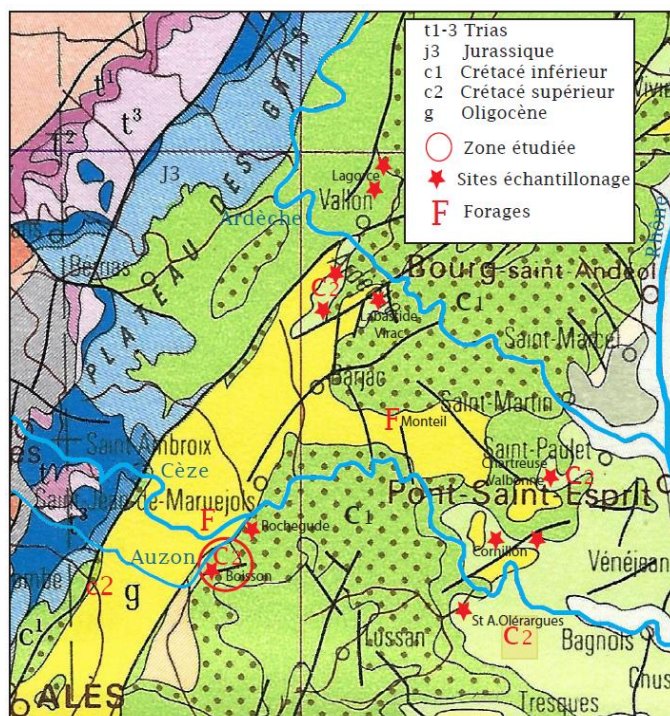 t1-3 Trias
j3 Jurassique
c1 Crétacé inférieur
c2 Crétacé supérieur
g Oligocène
Zone étudiée
Sites échantillonage
F Forages
t1
t3
t2
J3
PLATEAU DES GRAS
Lagorce
Vallon
Ardèche
Rhône
Bourg-saint Andéol
C2
C1
Labastide
Virac
Saint-Marcel
Barjac
Saint-Martin
F Monteil
Saint-Paulet
Chartreuse
Valbonne
C2
Saint Ambroix
Cèze
Pont-Saint-Esprit
Saint-Jean-de-Maruejols
F
Rochegude
C1
Auzon
C2
Boisson
Cornillon
Vénéjean
c2
g
C1
St A.Olérargues
Lussan
C2
Bagnols
ALÈS
Tresques
Chus